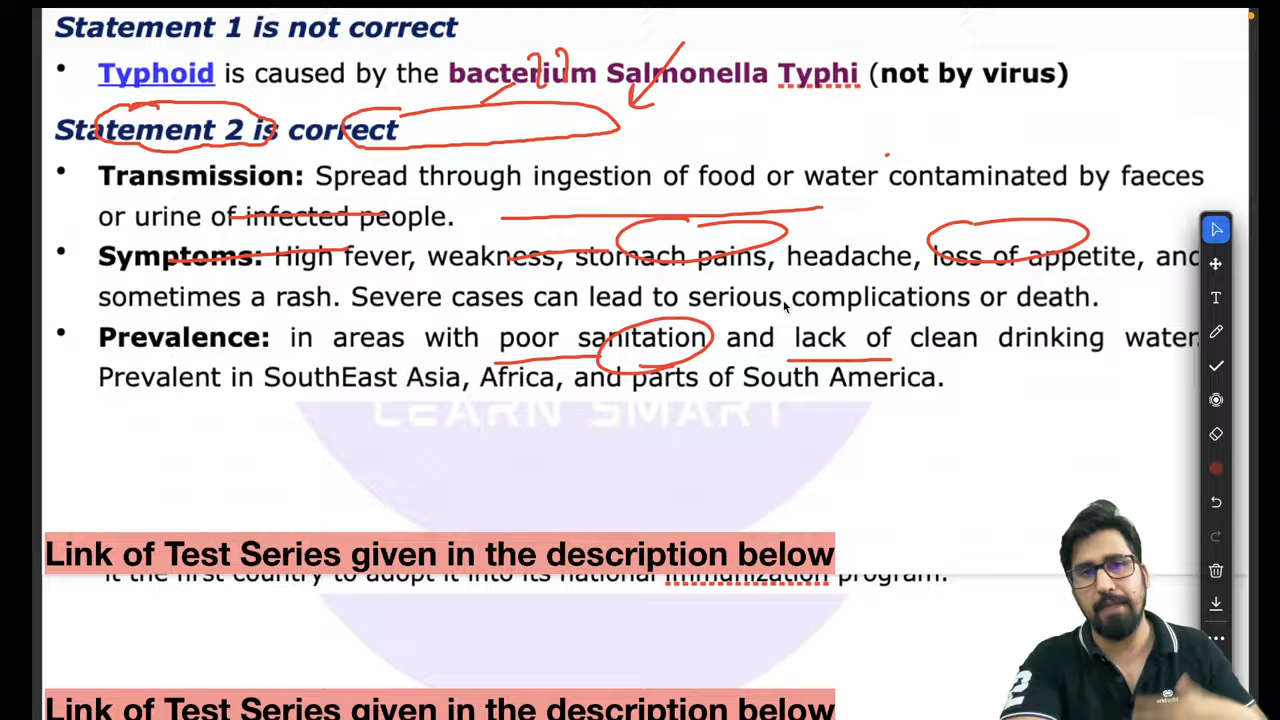 Statement 1 is not correct
• Typhoid is caused by the bacterium Salmonella Typhi (not by virus)
??
Statement 2 is correct
• Transmission: Spread through ingestion of food or water contaminated by faeces
or urine of infected people.
• Symptoms: High fever, weakness, stomach pains, headache, loss of appetite, and
sometimes a rash. Severe cases can lead to serious complications or death.
• Prevalence: in areas with poor sanitation and lack of clean drinking water.
Prevalent in SouthEast Asia, Africa, and parts of South America.
LEARN SMART
Link of Test Series given in the description below
it the first country to adopt it into its national immunization program.
Link of Test Series given in the description below
T
2